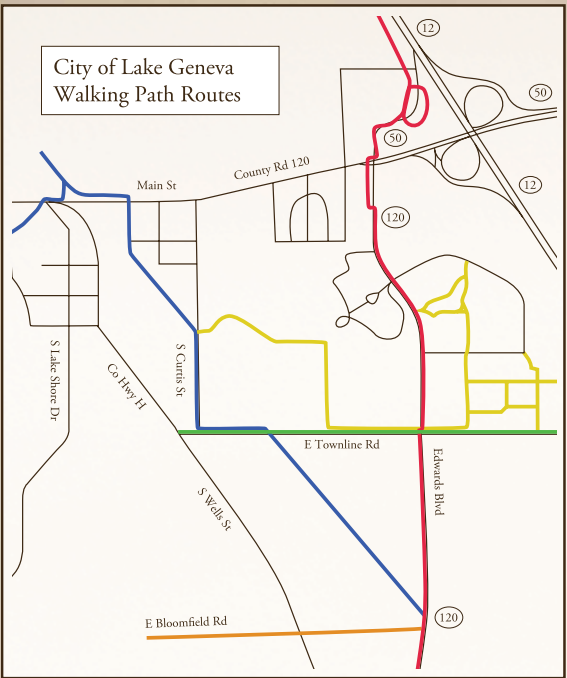 City of Lake Geneva
Walking Path Routes
12
50
50
Main St
County Rd 120
12
120
S Lake Shore Dr
Co Hwy H
S Curtis St
E Townline Rd
Edwards Blvd
S Wells St
120
E Bloomfield Rd